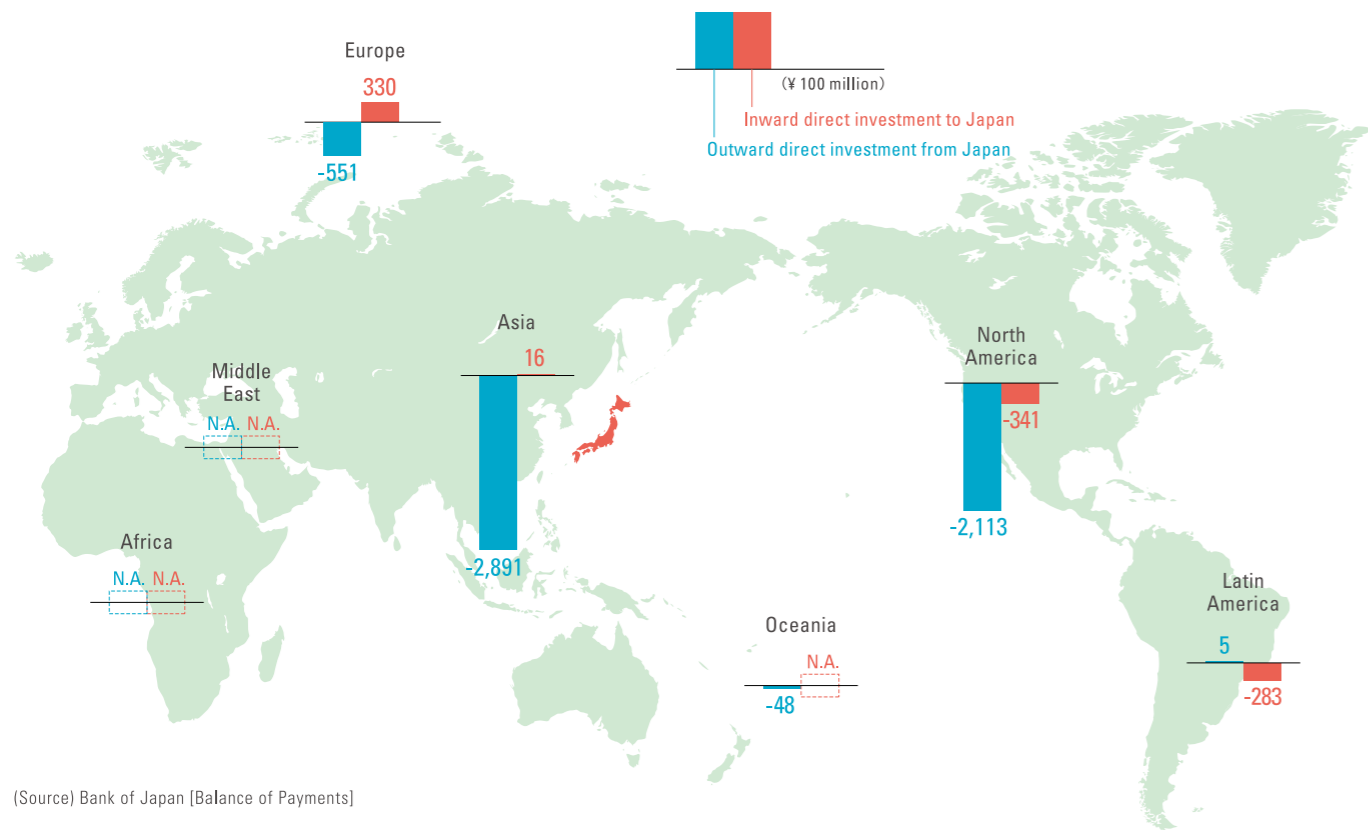 Europe
330
-551
(¥ 100 million)
Inward direct investment to Japan
Outward direct investment from Japan
Asia
16
-2,891
North
America
-341
-2,113
Middle
East
N.A. N.A.
Africa
N.A. N.A.
Oceania
N.A.
-48
Latin
America
5
-283
(Source) Bank of Japan [Balance of Payments]